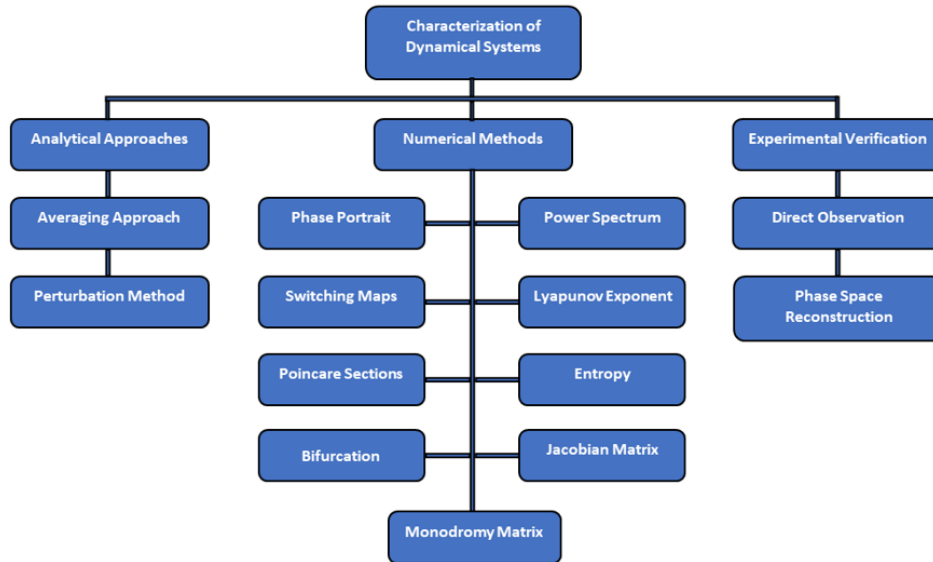 Characterization of
Dynamical Systems
Analytical Approaches
Numerical Methods
Experimental Verification
Averaging Approach
Phase Portrait
Power Spectrum
Direct Observation
Perturbation Method
Switching Maps
Lyapunov Exponent
Phase Space
Reconstruction
Poincare Sections
Entropy
Bifurcation
Jacobian Matrix
Monodromy Matrix